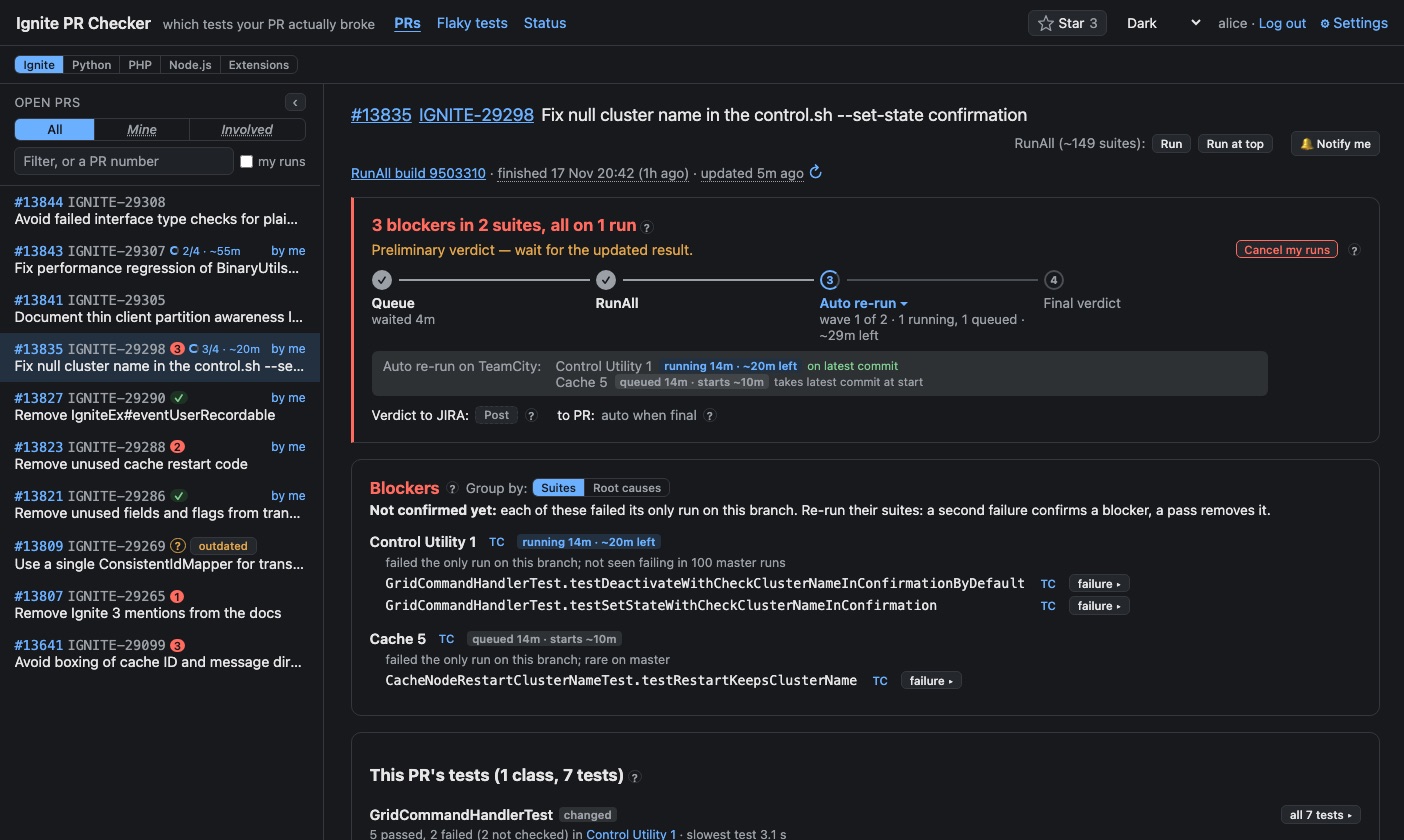 Ignite PR Checker which tests your PR actually broke PRs Flaky tests Status Star 3 Dark alice · Log out ⚙ Settings
Ignite Python PHP Node.js Extensions
OPEN PRS ‹
All Mine Involved
Filter, or a PR number my runs
#13844 IGNITE-29308
Avoid failed interface type checks for plai...
#13843 IGNITE-29307 2/4 · ~55m by me
Fix performance regression of BinaryUtils...
#13841 IGNITE-29305
Document thin client partition awareness l...
#13835 IGNITE-29298 3 3/4 · ~20m by me
Fix null cluster name in the control.sh --se...
#13827 IGNITE-29290 ✓ by me
Remove IgniteEx#eventUserRecordable
#13823 IGNITE-29288 2 by me
Remove unused cache restart code
#13821 IGNITE-29286 ✓ by me
Remove unused fields and flags from tran...
#13809 IGNITE-29269 ? outdated
Use a single ConsistentIdMapper for trans...
#13807 IGNITE-29265 1
Remove Ignite 3 mentions from the docs
#13641 IGNITE-29099 3
Avoid boxing of cache ID and message dir...
#13835 IGNITE-29298 Fix null cluster name in the control.sh --set-state confirmation
RunAll (~149 suites): Run Run at top 🔔 Notify me
RunAll build 9503310 · finished 17 Nov 20:42 (1h ago) · updated 5m ago
3 blockers in 2 suites, all on 1 run ?
Preliminary verdict — wait for the updated result. Cancel my runs ?
✓ ✓ 3 4
Queue RunAll Auto re-run Final verdict
waited 4m wave 1 of 2 · 1 running, 1 queued ·
~29m left
Auto re-run on TeamCity: Control Utility 1 running 14m · ~20m left on latest commit
Cache 5 queued 14m · starts ~10m takes latest commit at start
Verdict to JIRA: Post ? to PR: auto when final ?
Blockers ? Group by: Suites Root causes
Not confirmed yet: each of these failed its only run on this branch. Re-run their suites: a second failure confirms a blocker, a pass removes it.
Control Utility 1 TC running 14m · ~20m left
failed the only run on this branch; not seen failing in 100 master runs
GridCommandHandlerTest.testDeactivateWithCheckClusterNameInConfirmationByDefault TC failure ▸
GridCommandHandlerTest.testSetStateWithCheckClusterNameInConfirmation TC failure ▸
Cache 5 TC queued 14m · starts ~10m
failed the only run on this branch; rare on master
CacheNodeRestartClusterNameTest.testRestartKeepsClusterName TC failure ▸
This PR's tests (1 class, 7 tests) ?
GridCommandHandlerTest changed all 7 tests ▸
5 passed, 2 failed (2 not checked) in Control Utility 1 · slowest test 3.1 s